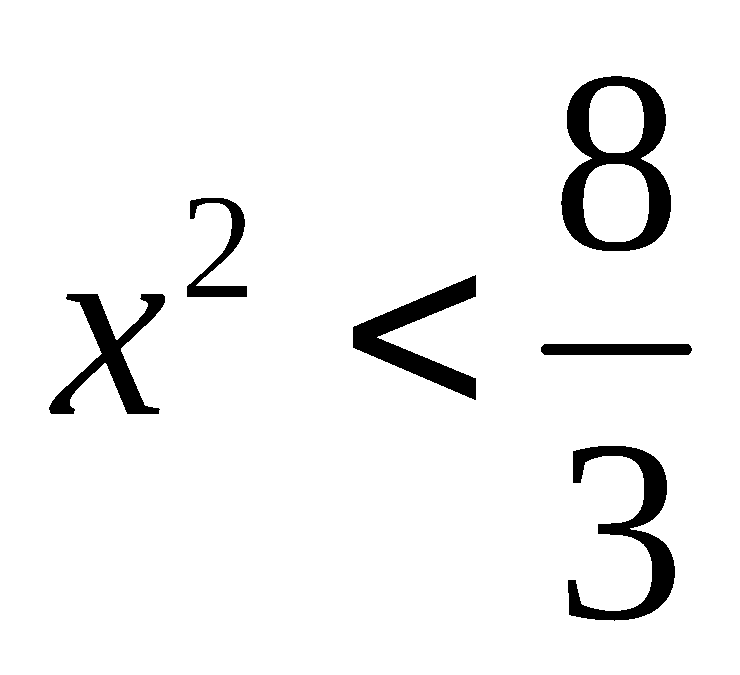 x² < 8/3